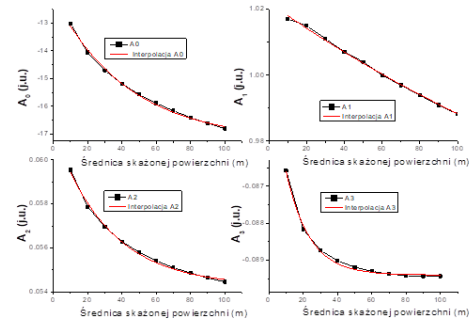 -13
-14
-15
-16
-17
A0 (j.u.)
A0
Interpolacja A0
0 20 40 60 80 100
Średnica skażonej powierzchni (m)
1.02
1.00
0.98
A1 (j.u.)
A1
Interpolacja A1
0 20 40 60 80 100
Średnica skażonej powierzchni (m)
0.060
0.058
0.056
0.054
A2 (j.u.)
A2
Interpolacja A2
0 20 40 60 80 100
Średnica skażonej powierzchni (m)
-0.087
-0.088
-0.089
A3 (j.u.)
A3
Interpolacja A3
0 20 40 60 80 100
Średnica skażonej powierzchni (m)